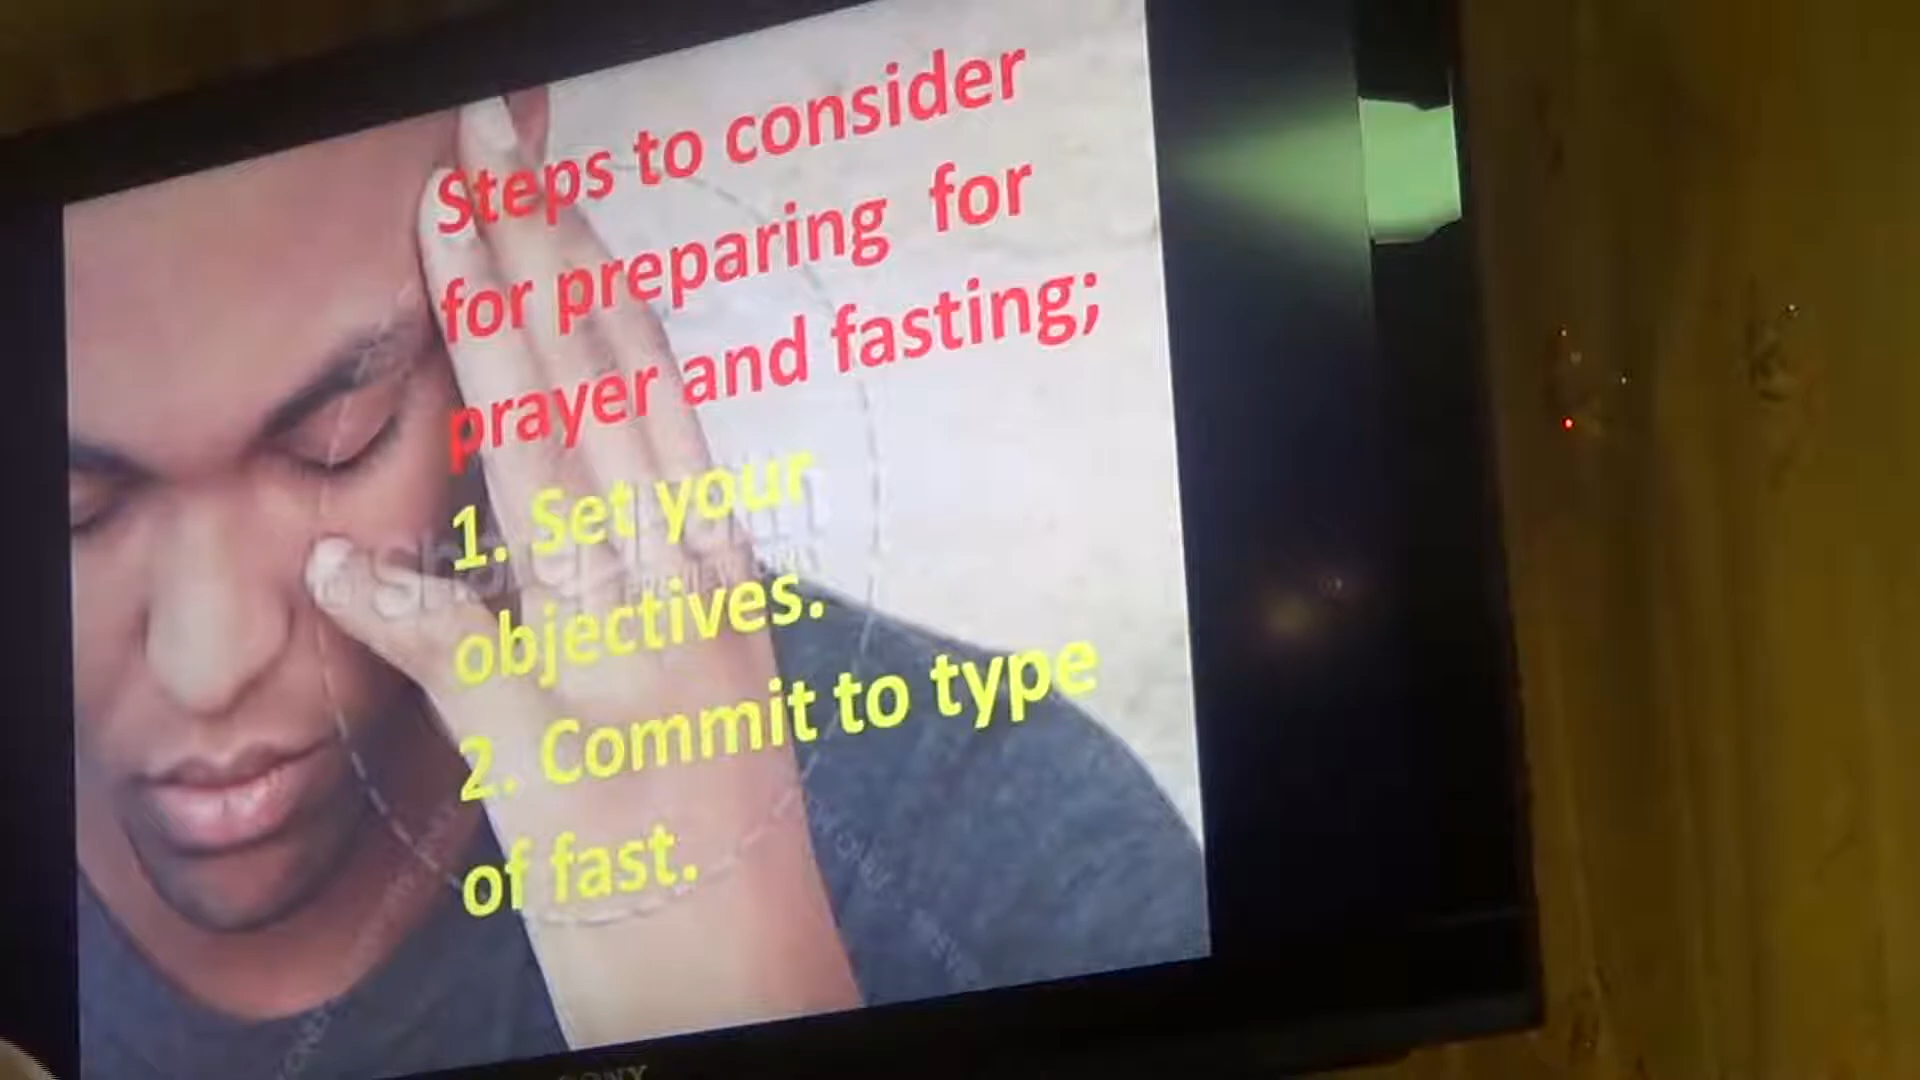 Steps to consider
for preparing for
prayer and fasting;
1. Set your
objectives.
2. Commit to type
of fast.
SONY